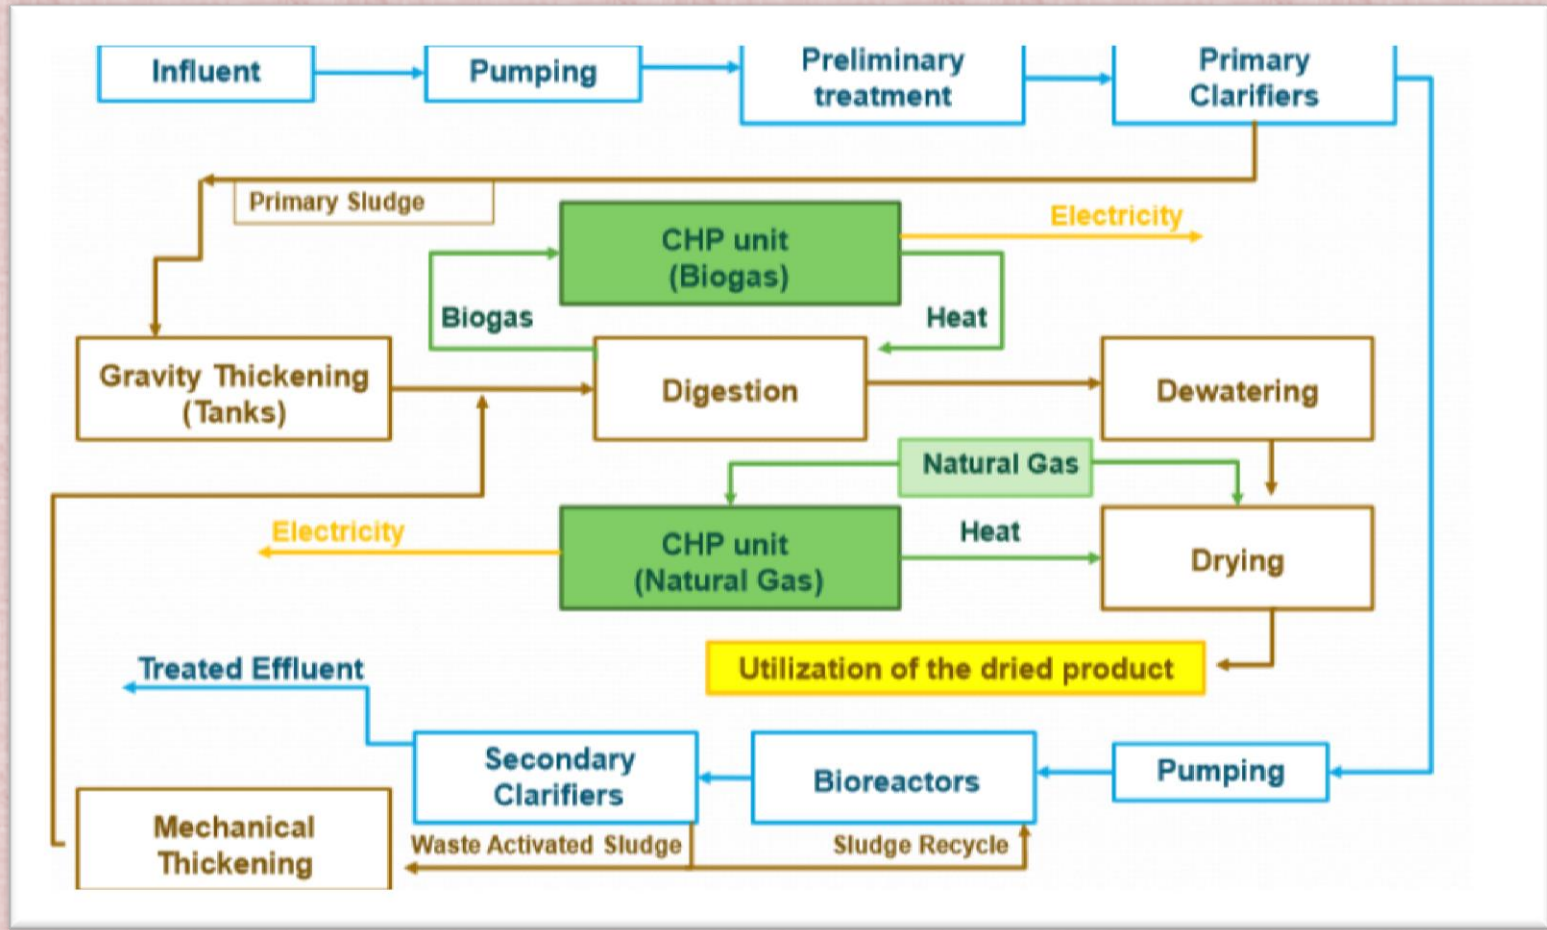 Influent
Pumping
Preliminary
treatment
Primary
Clarifiers
Primary Sludge
CHP unit
(Biogas)
Electricity
Biogas
Heat
Gravity Thickening
(Tanks)
Digestion
Dewatering
Natural Gas
Electricity
CHP unit
(Natural Gas)
Heat
Drying
Utilization of the dried product
Treated Effluent
Secondary
Clarifiers
Bioreactors
Pumping
Mechanical
Thickening
Waste Activated Sludge
Sludge Recycle